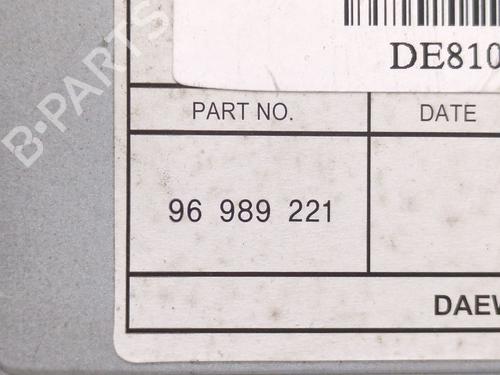 DE810
PART NO. DATE
96 989 221
DAEW
B-PARTS